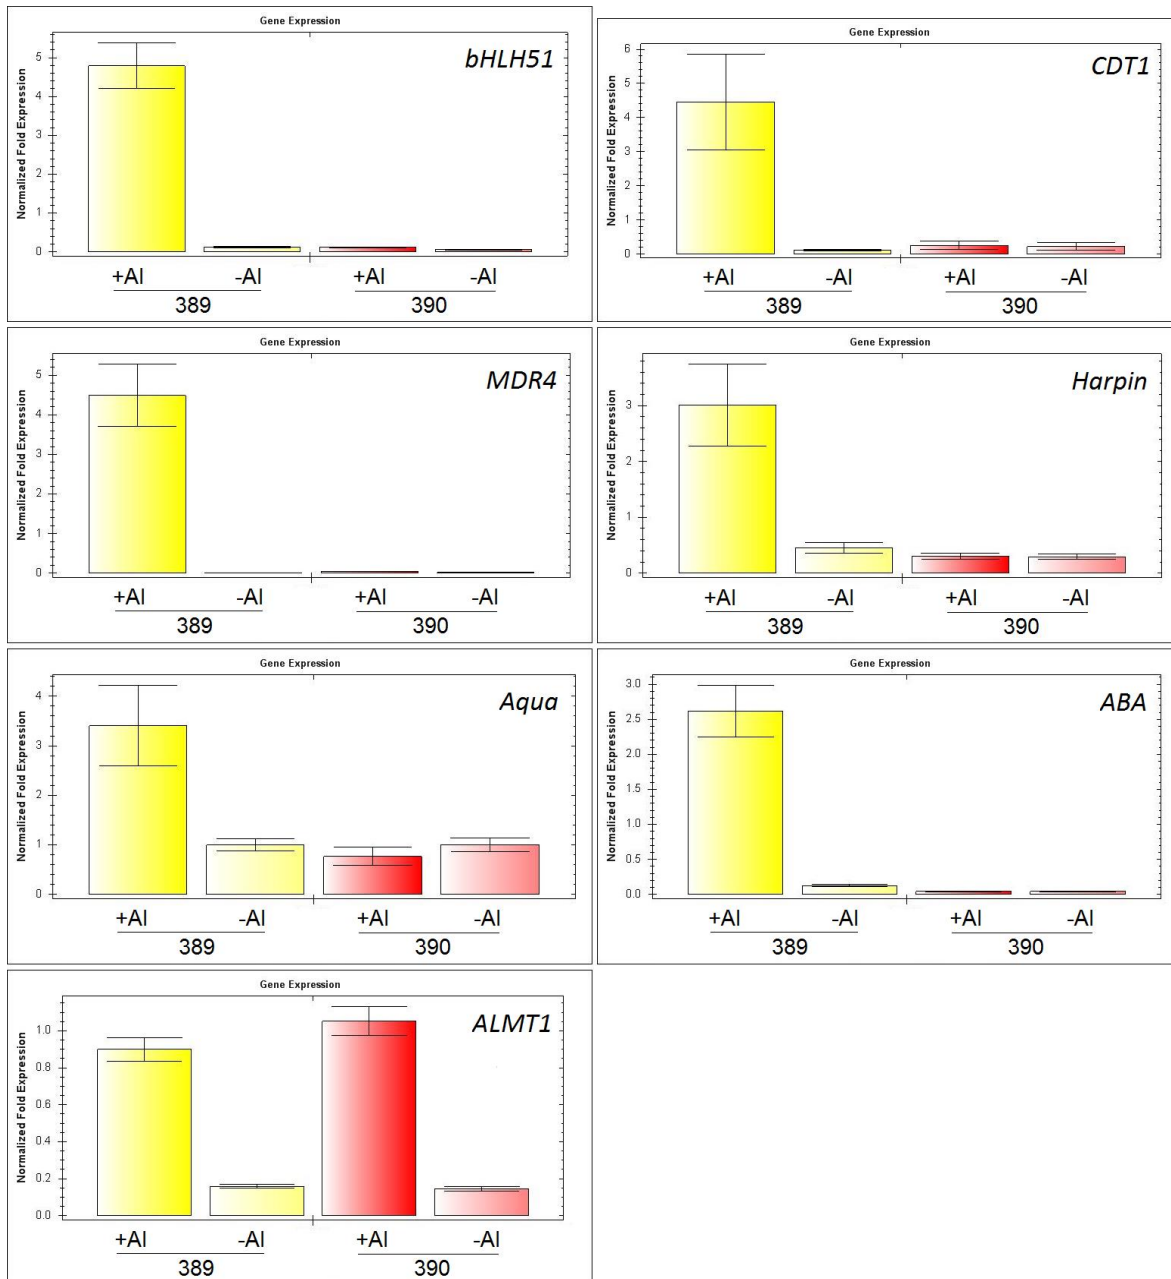 Gene Expression
Normalized Fold Expression
bHLH51
5
4
3
2
1
0
+Al -Al +Al -Al
389 390
Gene Expression
Normalized Fold Expression
CDT1
6
5
4
3
2
1
0
+Al -Al +Al -Al
389 390
Gene Expression
Normalized Fold Expression
MDR4
5
4
3
2
1
0
+Al -Al +Al -Al
389 390
Gene Expression
Normalized Fold Expression
Harpin
3
2
1
0
+Al -Al +Al -Al
389 390
Gene Expression
Normalized Fold Expression
Aqua
4
3
2
1
0
+Al -Al +Al -Al
389 390
Gene Expression
Normalized Fold Expression
ABA
3.0
2.5
2.0
1.5
1.0
0.5
0.0
+Al -Al +Al -Al
389 390
Gene Expression
Normalized Fold Expression
ALMT1
1.0
0.8
0.6
0.4
0.2
0.0
+Al -Al +Al -Al
389 390